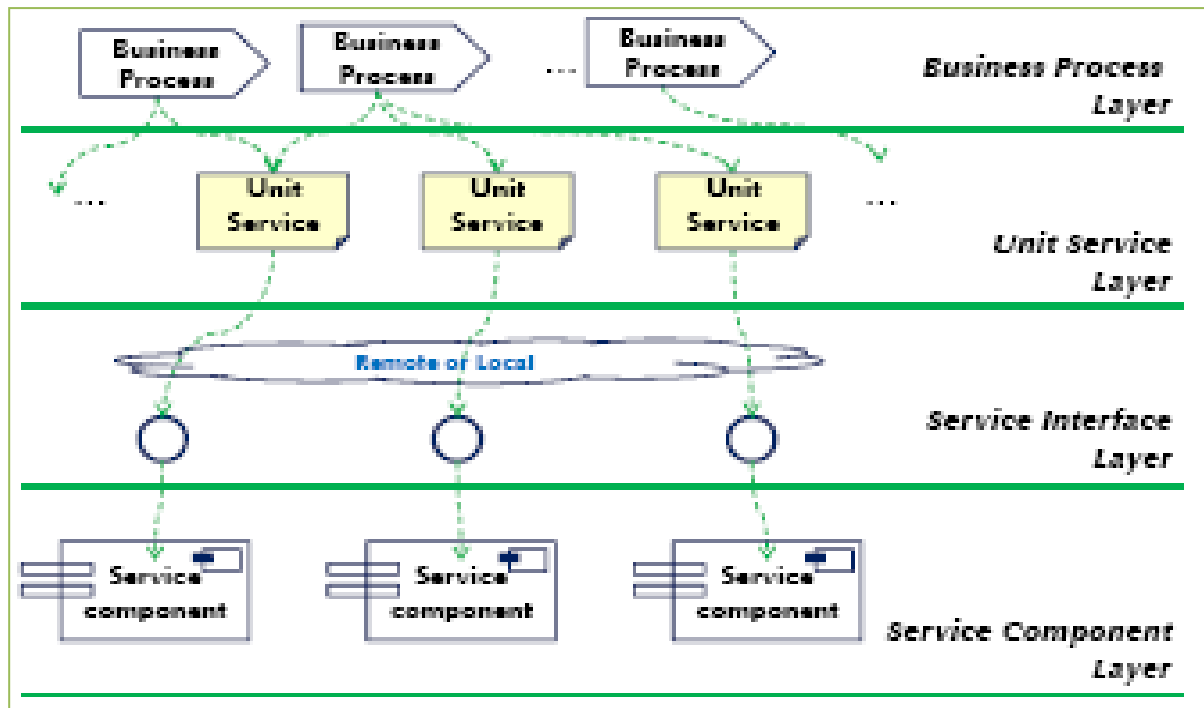 Business
Process
Business
Process
...
Business
Process
Business Process
Layer
...
Unit
Service
Unit
Service
Unit
Service
...
Unit Service
Layer
Remote or Local
Service Interface
Layer
Service
component
Service
component
Service
component
Service Component
Layer